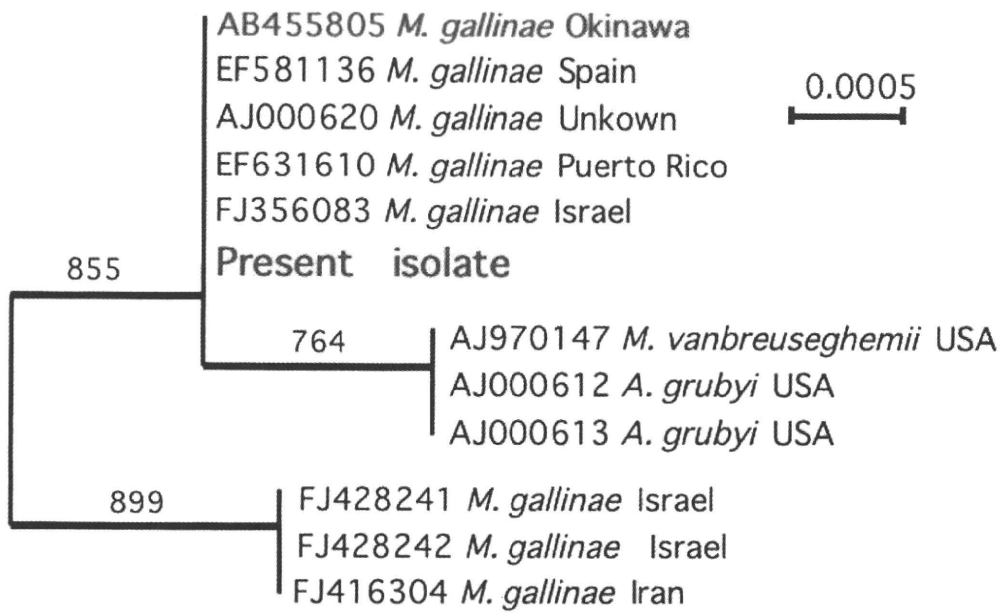 AB455805 M. gallinae Okinawa
EF581136 M. gallinae Spain
0.0005
AJ000620 M. gallinae Unkown
EF631610 M. gallinae Puerto Rico
FJ356083 M. gallinae Israel
Present isolate
855
764
AJ970147 M. vanbreuseghemii USA
AJ000612 A. grubyi USA
AJ000613 A. grubyi USA
899
FJ428241 M. gallinae Israel
FJ428242 M. gallinae Israel
FJ416304 M. gallinae Iran